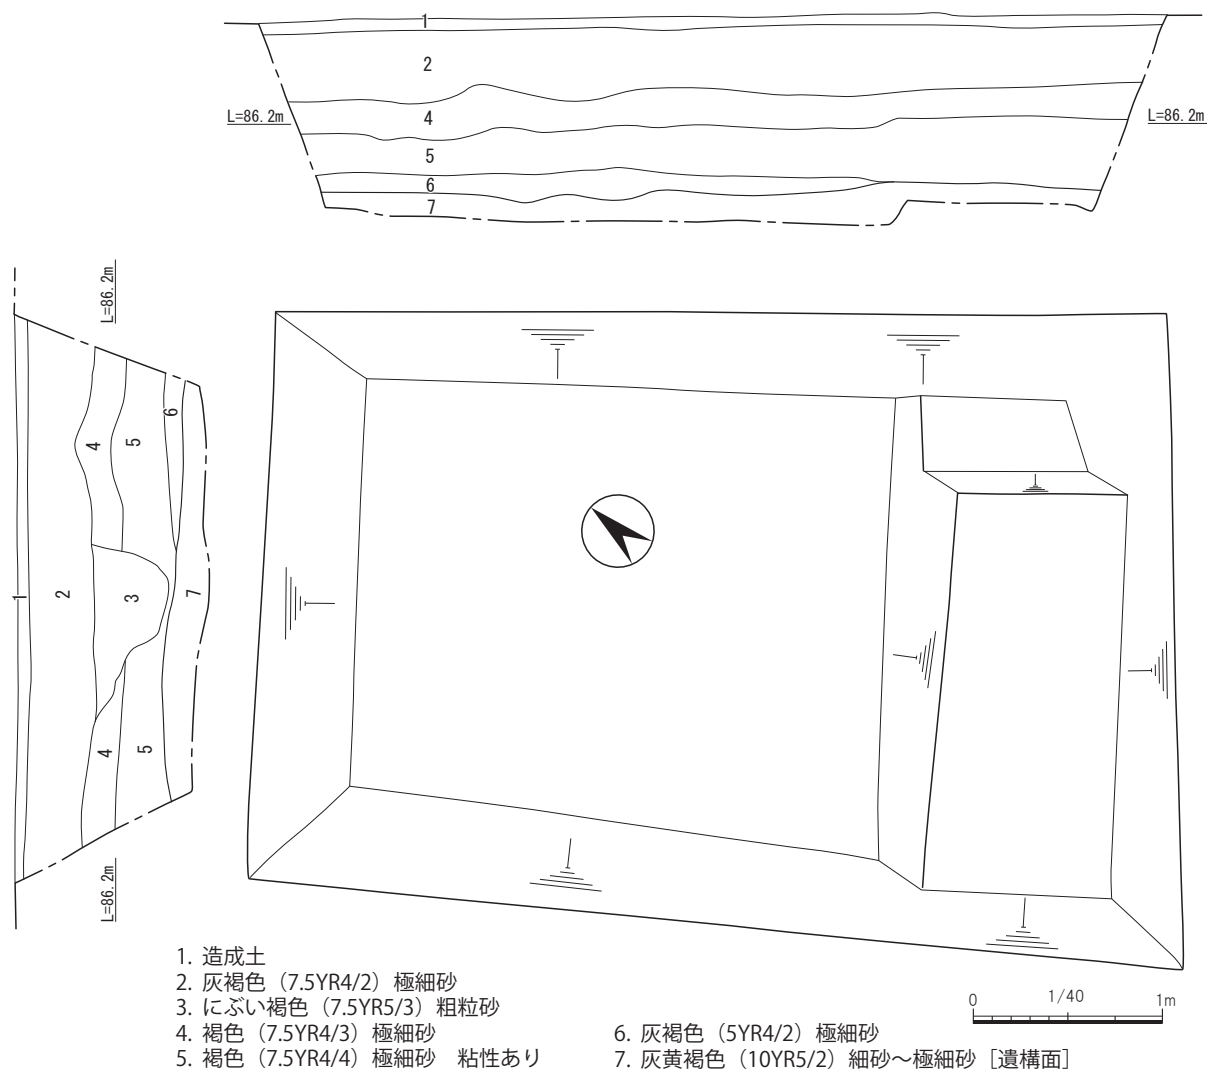 1
2
L=86.2m
4
L=86.2m
5
6
7
L=86.2m
6
4
5
1
2
3
7
4
5
L=86.2m
1. 造成土
2. 灰褐色（7.5YR4/2）極細砂
3. にぶい褐色（7.5YR5/3）粗粒砂
4. 褐色（7.5YR4/3）極細砂
5. 褐色（7.5YR4/4）極細砂　粘性あり
6. 灰褐色（5YR4/2）極細砂
7. 灰黄褐色（10YR5/2）細砂～極細砂［遺構面］
0 1/40 1m